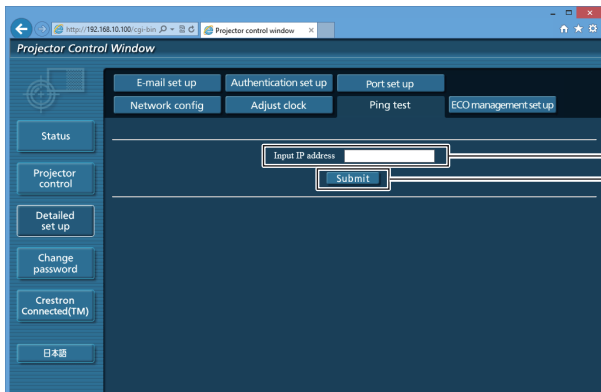 http://192.168.10.100/cgi-bin
Projector control window
Projector Control Window
E-mail set up
Authentication set up
Port set up
Network config
Adjust clock
Ping test
ECO management set up
Status
Projector
control
Detailed
set up
Change
password
Crestron
Connected(TM)
日本語
Input IP address
Submit